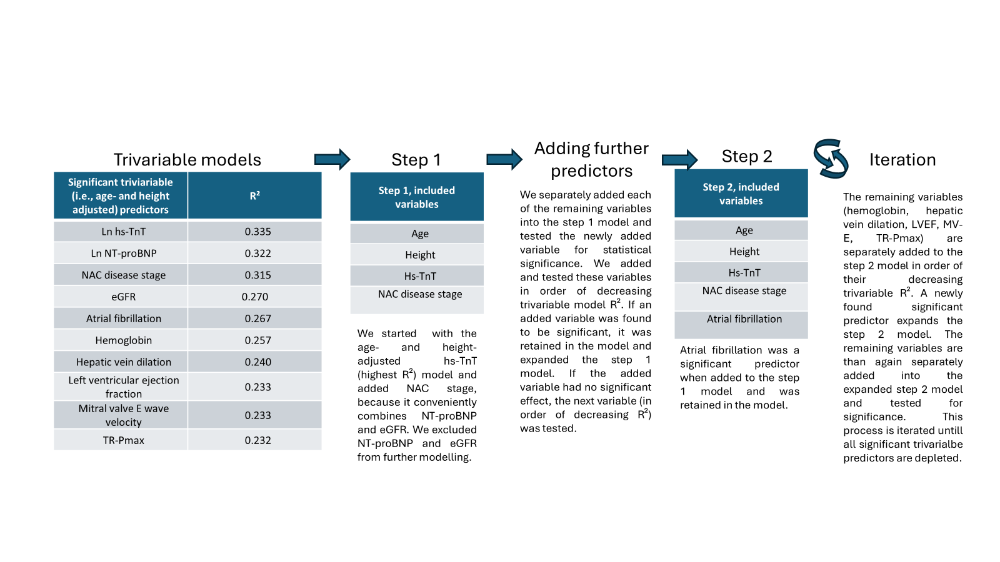 Trivariable models
Significant triviariable
(i.e., age- and height
adjusted) predictors
R²
Ln hs-TnT
0.335
Ln NT-proBNP
0.322
NAC disease stage
0.315
eGFR
0.270
Atrial fibrillation
0.267
Hemoglobin
0.257
Hepatic vein dilation
0.240
Left ventricular ejection
fraction
0.233
Mitral valve E wave
velocity
0.233
TR-Pmax
0.232
Step 1
Step 1, included
variables
Age
Height
Hs-TnT
NAC disease stage
We started with the
age- and height-
adjusted hs-TnT
(highest R²) model and
added NAC stage,
because it conveniently
combines NT-proBNP
and eGFR. We excluded
NT-proBNP and eGFR
from further modelling.
Adding further
predictors
We separately added each
of the remaining variables
into the step 1 model and
tested the newly added
variable for statistical
significance. We added
and tested these variables
in order of decreasing
trivariable model R². If an
added variable was found
to be significant, it was
retained in the model and
expanded the step 1
model. If the added
variable had no significant
effect, the next variable (in
order of decreasing R²)
was tested.
Step 2
Step 2, included
variables
Age
Height
Hs-TnT
NAC disease stage
Atrial fibrillation
Atrial fibrillation was a
significant predictor
when added to the step
1 model and was
retained in the model.
Iteration
The remaining variables
(hemoglobin, hepatic
vein dilation, LVEF, MV-
E, TR-Pmax) are
separately added to the
step 2 model in order of
their decreasing
trivariable R². A newly
found significant
predictor expands the
step 2 model. The
remaining variables are
than again separately
added into the
expanded step 2 model
and tested for
significance. This
process is iterated untill
all significant trivarialbe
predictors are depleted.